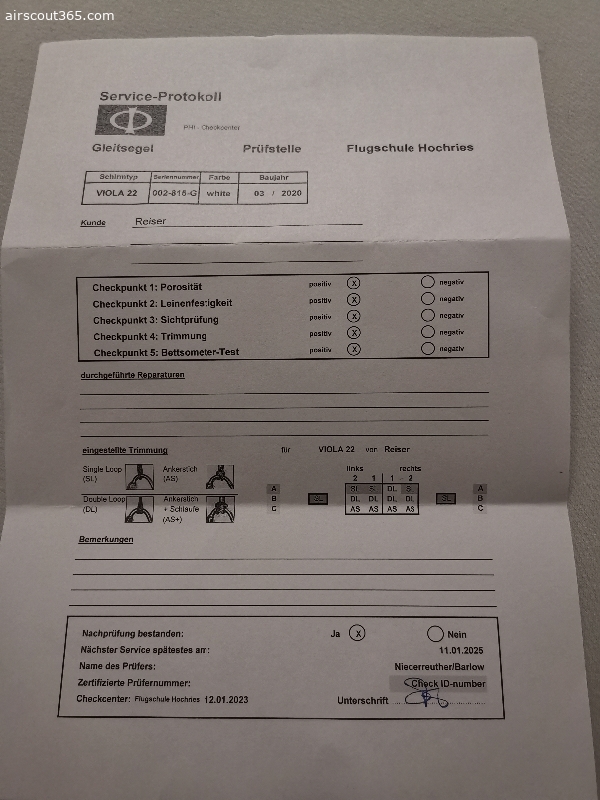 airscout365.com
Service-Protokoll
PHI - Checkcenter
Gleitsegel Prüfstelle Flugschule Hochries
Schirmtyp Seriennummer Farbe Baujahr
VIOLA 22 002-815-G white 03 / 2020
Kunde Reiser
Checkpunkt 1: Porosität positiv X negativ
Checkpunkt 2: Leinenfestigkeit positiv X negativ
Checkpunkt 3: Sichtprüfung positiv X negativ
Checkpunkt 4: Trimmung positiv X negativ
Checkpunkt 5: Bettsometer-Test positiv X negativ
durchgeführte Reparaturen
eingestellte Trimmung für VIOLA 22 von Reiser
Single Loop (SL) Ankerstich (AS)
Double Loop (DL) Ankerstich + Schlaufe (AS+)
links rechts
2 1 1 - 2
A SL SL DL S A
B SL DL DL DL DL SL B
C AS AS AS AS C
Bemerkungen
Nachprüfung bestanden: Ja X Nein
Nächster Service spätestes am: 11.01.2025
Name des Prüfers: Niecerreuther/Barlow
Zertifizierte Prüfernummer: Check ID-number
Checkcenter: Flugschule Hochries 12.01.2023 Unterschrift